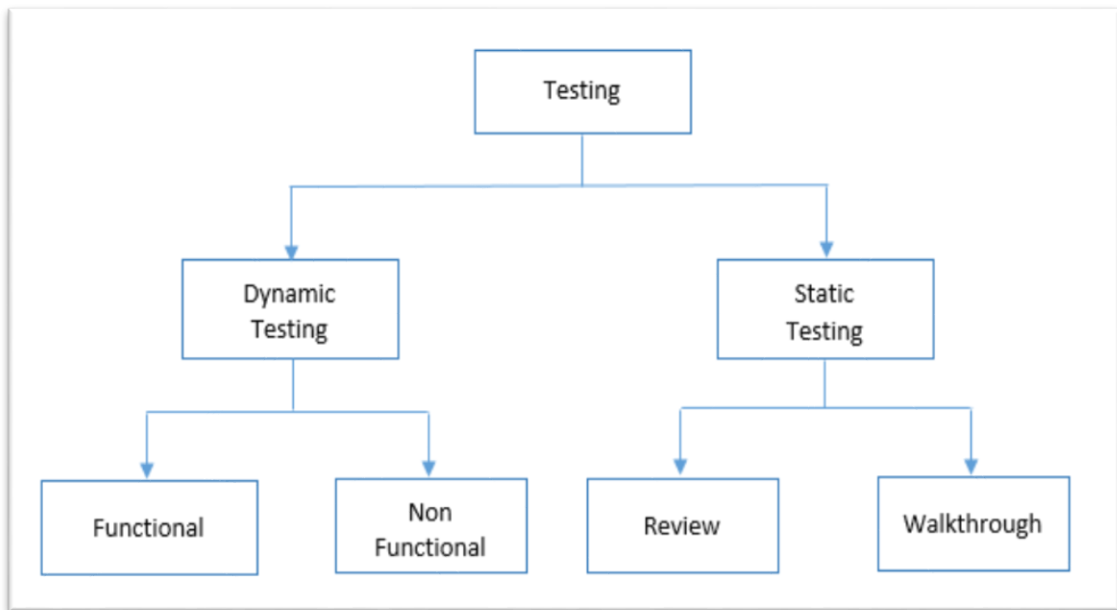 Testing
Dynamic
Testing
Static
Testing
Functional
Non
Functional
Review
Walkthrough